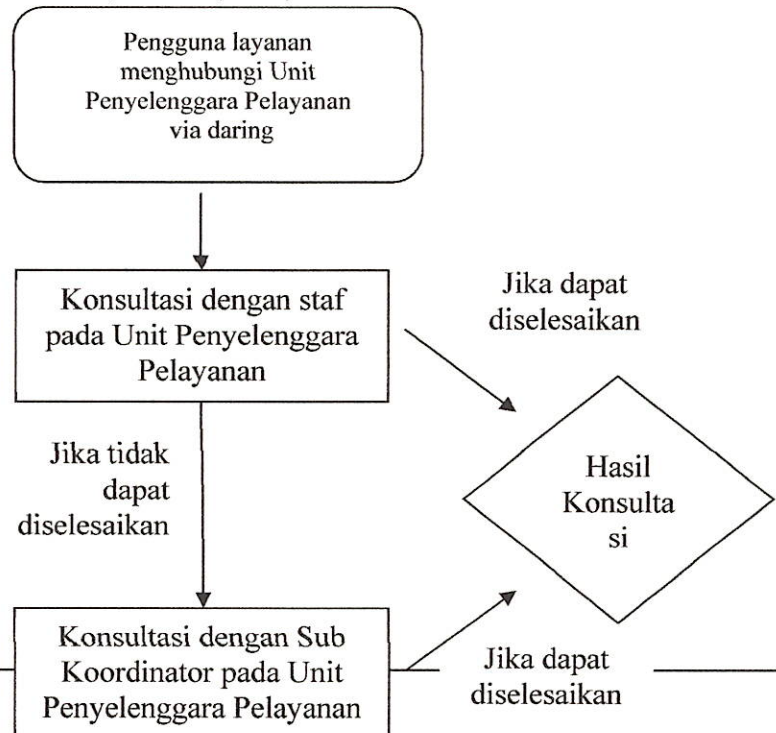 Pengguna layanan
menghubungi Unit
Penyelenggara Pelayanan
via daring
Konsultasi dengan staf
pada Unit Penyelenggara
Pelayanan
Jika dapat
diselesaikan
Jika tidak
dapat
diselesaikan
Hasil
Konsulta
si
Konsultasi dengan Sub
Koordinator pada Unit
Penyelenggara Pelayanan
Jika dapat
diselesaikan